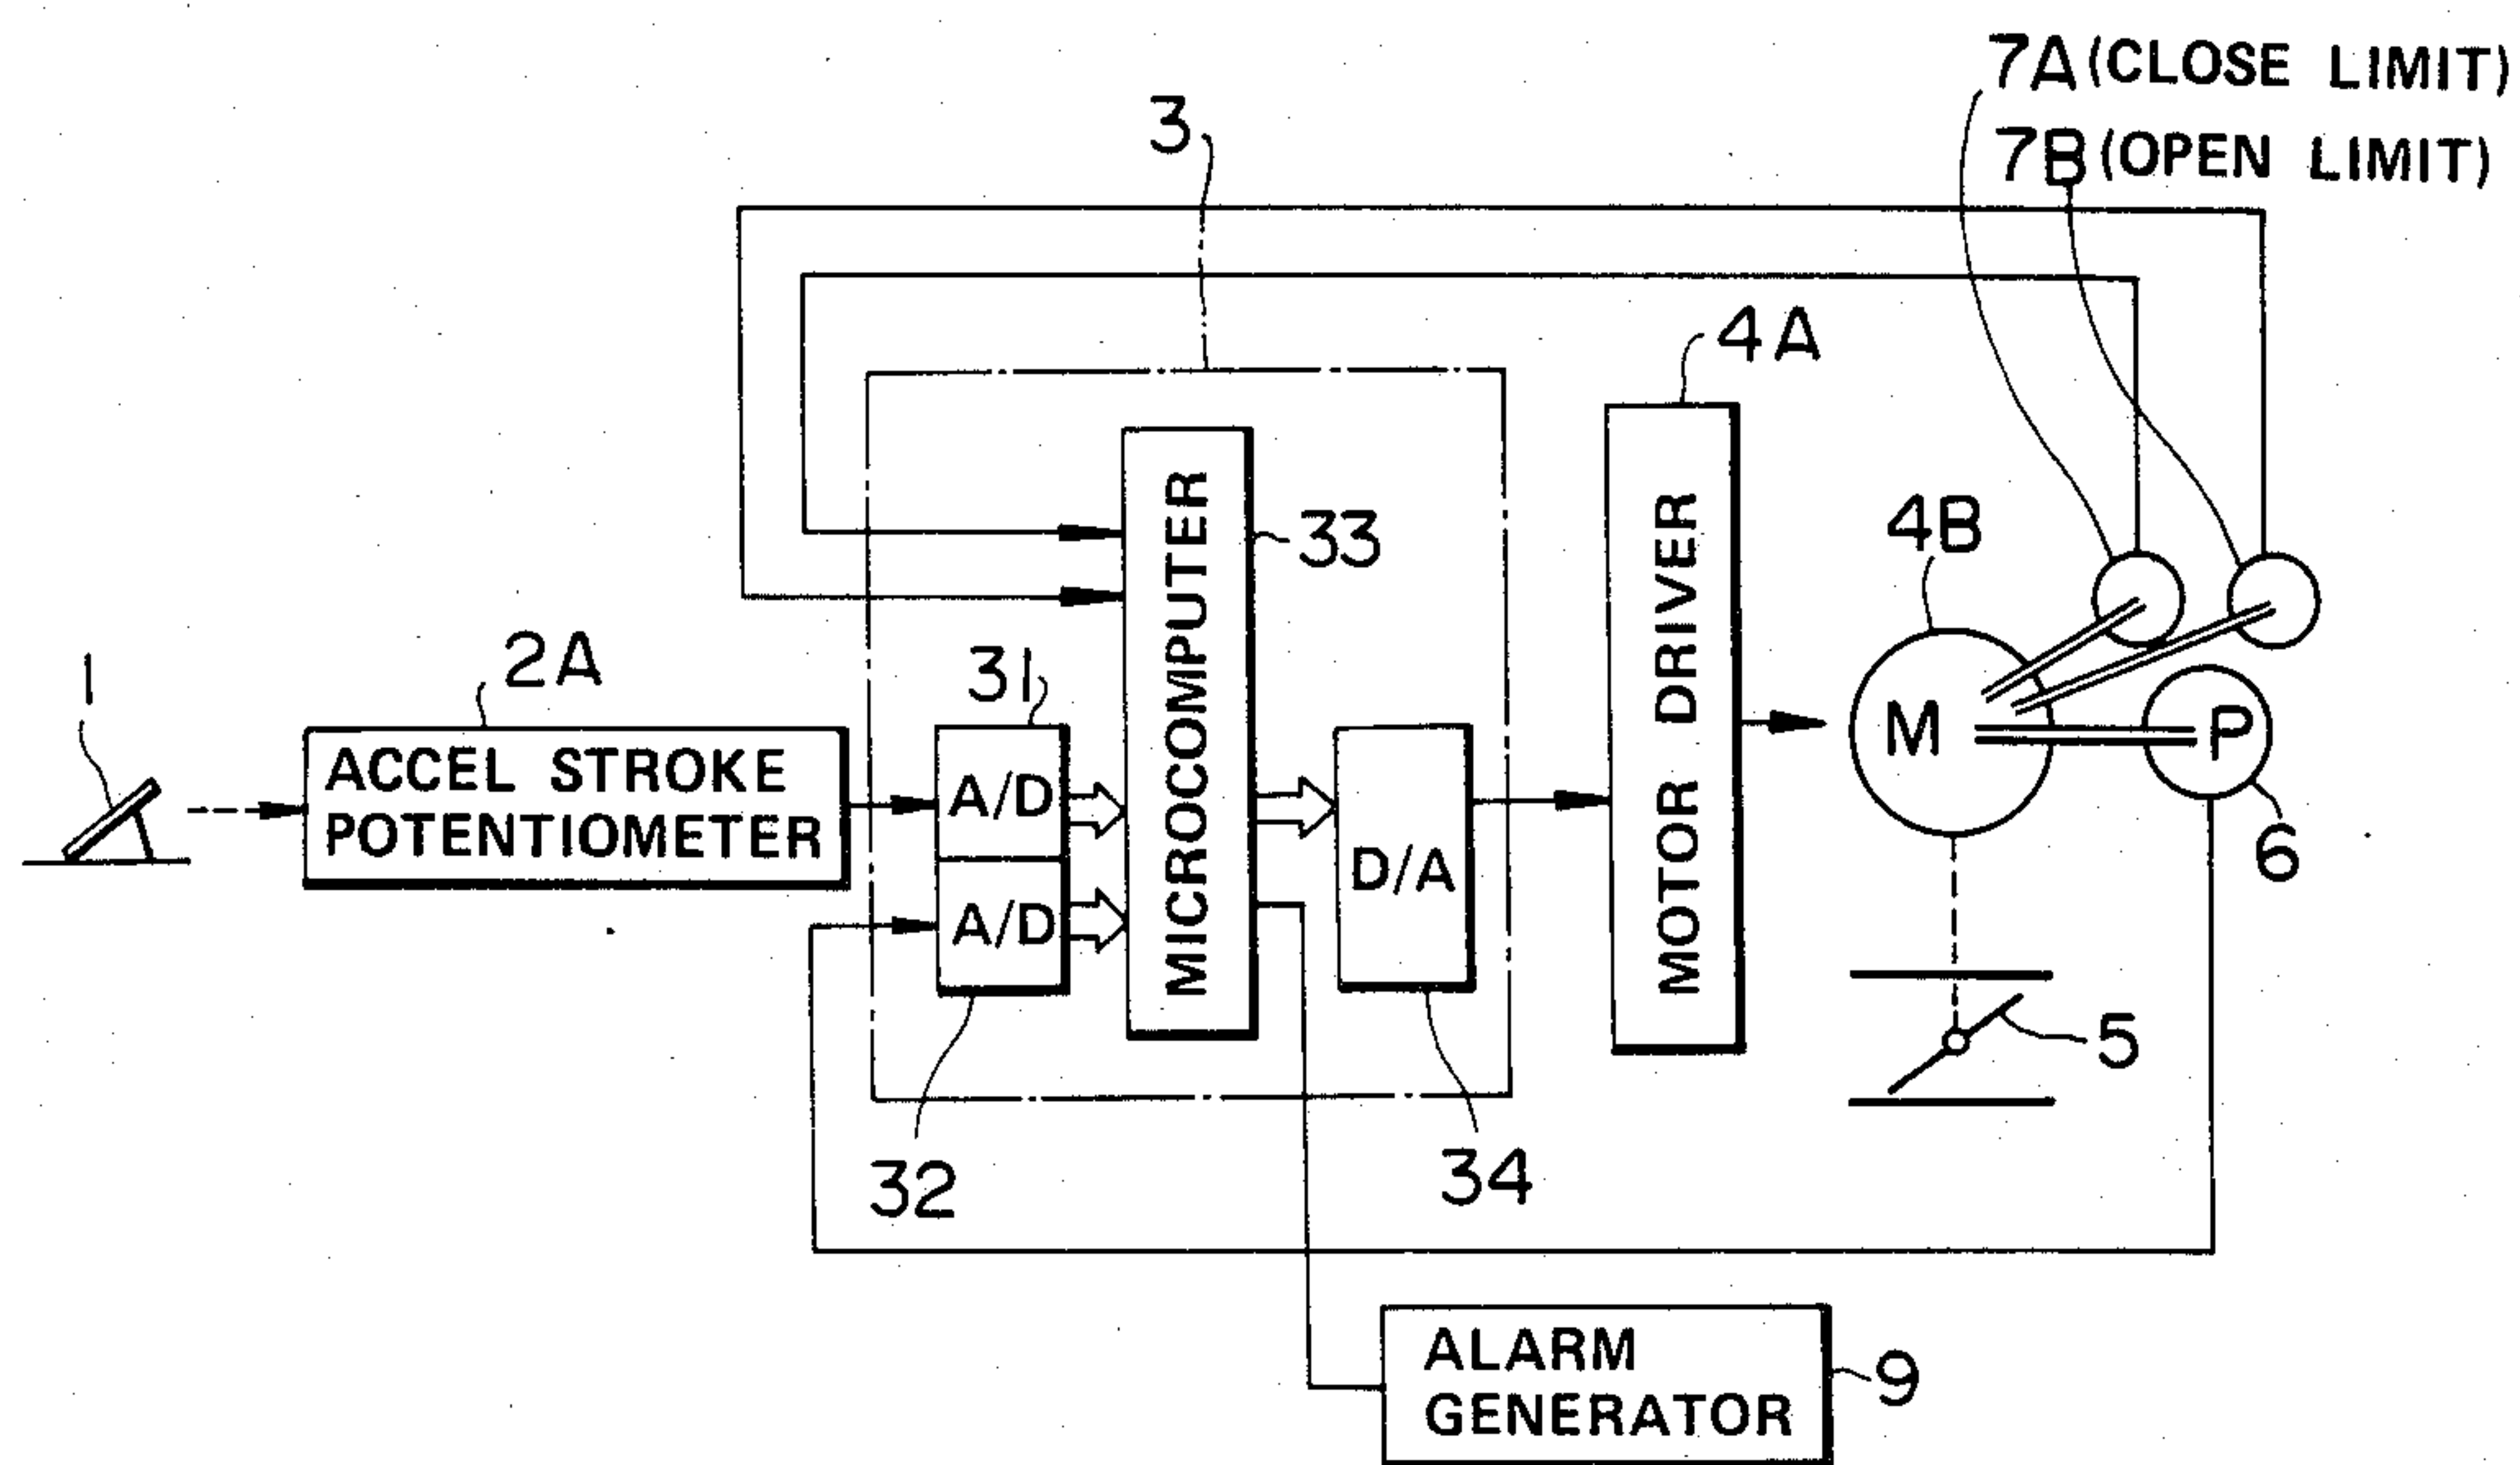 7A (CLOSE LIMIT)
7B (OPEN LIMIT)
3
4A
4B
33
2A
31
1
ACCEL STROKE
POTENTIOMETER
A/D
A/D
MICROCOMPUTER
D/A
MOTOR DRIVER
M
P
6
5
32
34
ALARM
GENERATOR
9